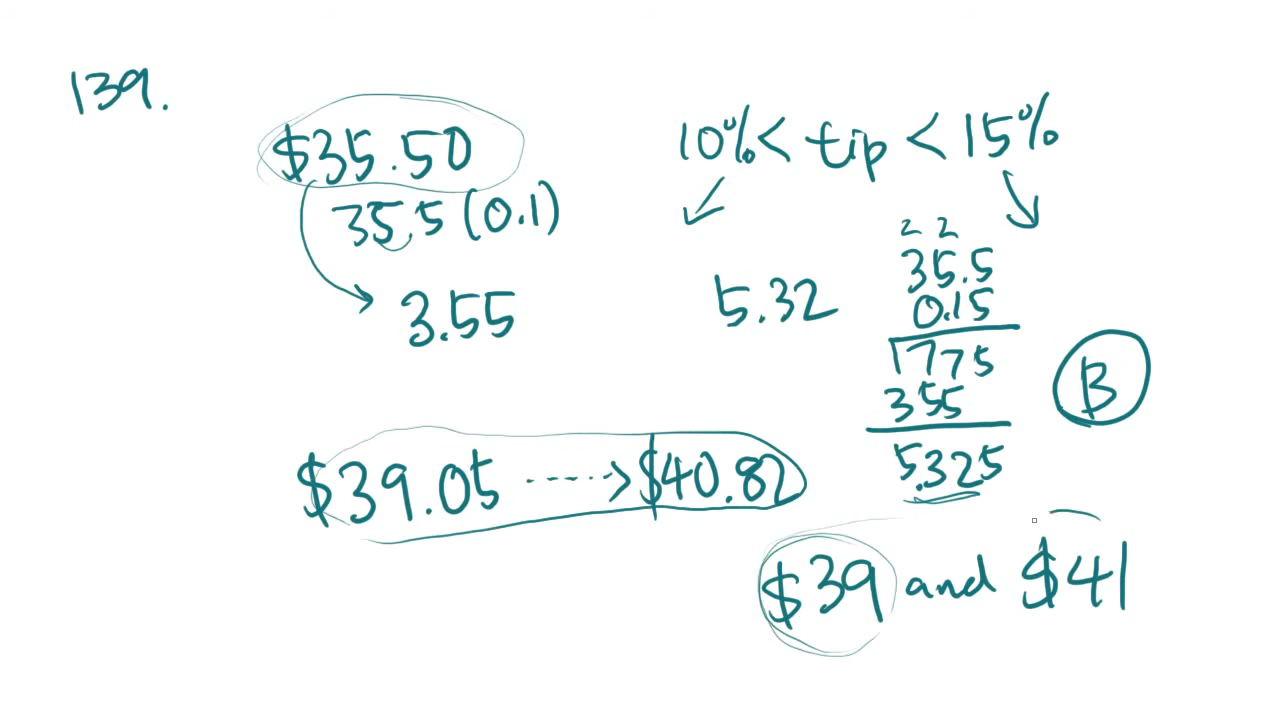 139.
$35.50
10% < tip < 15%
35.5 (0.1)
3.55
5.32
2 2
35.5
0.15
1775
355
5.325
B
$39.05 -----> $40.82
$39 and $41